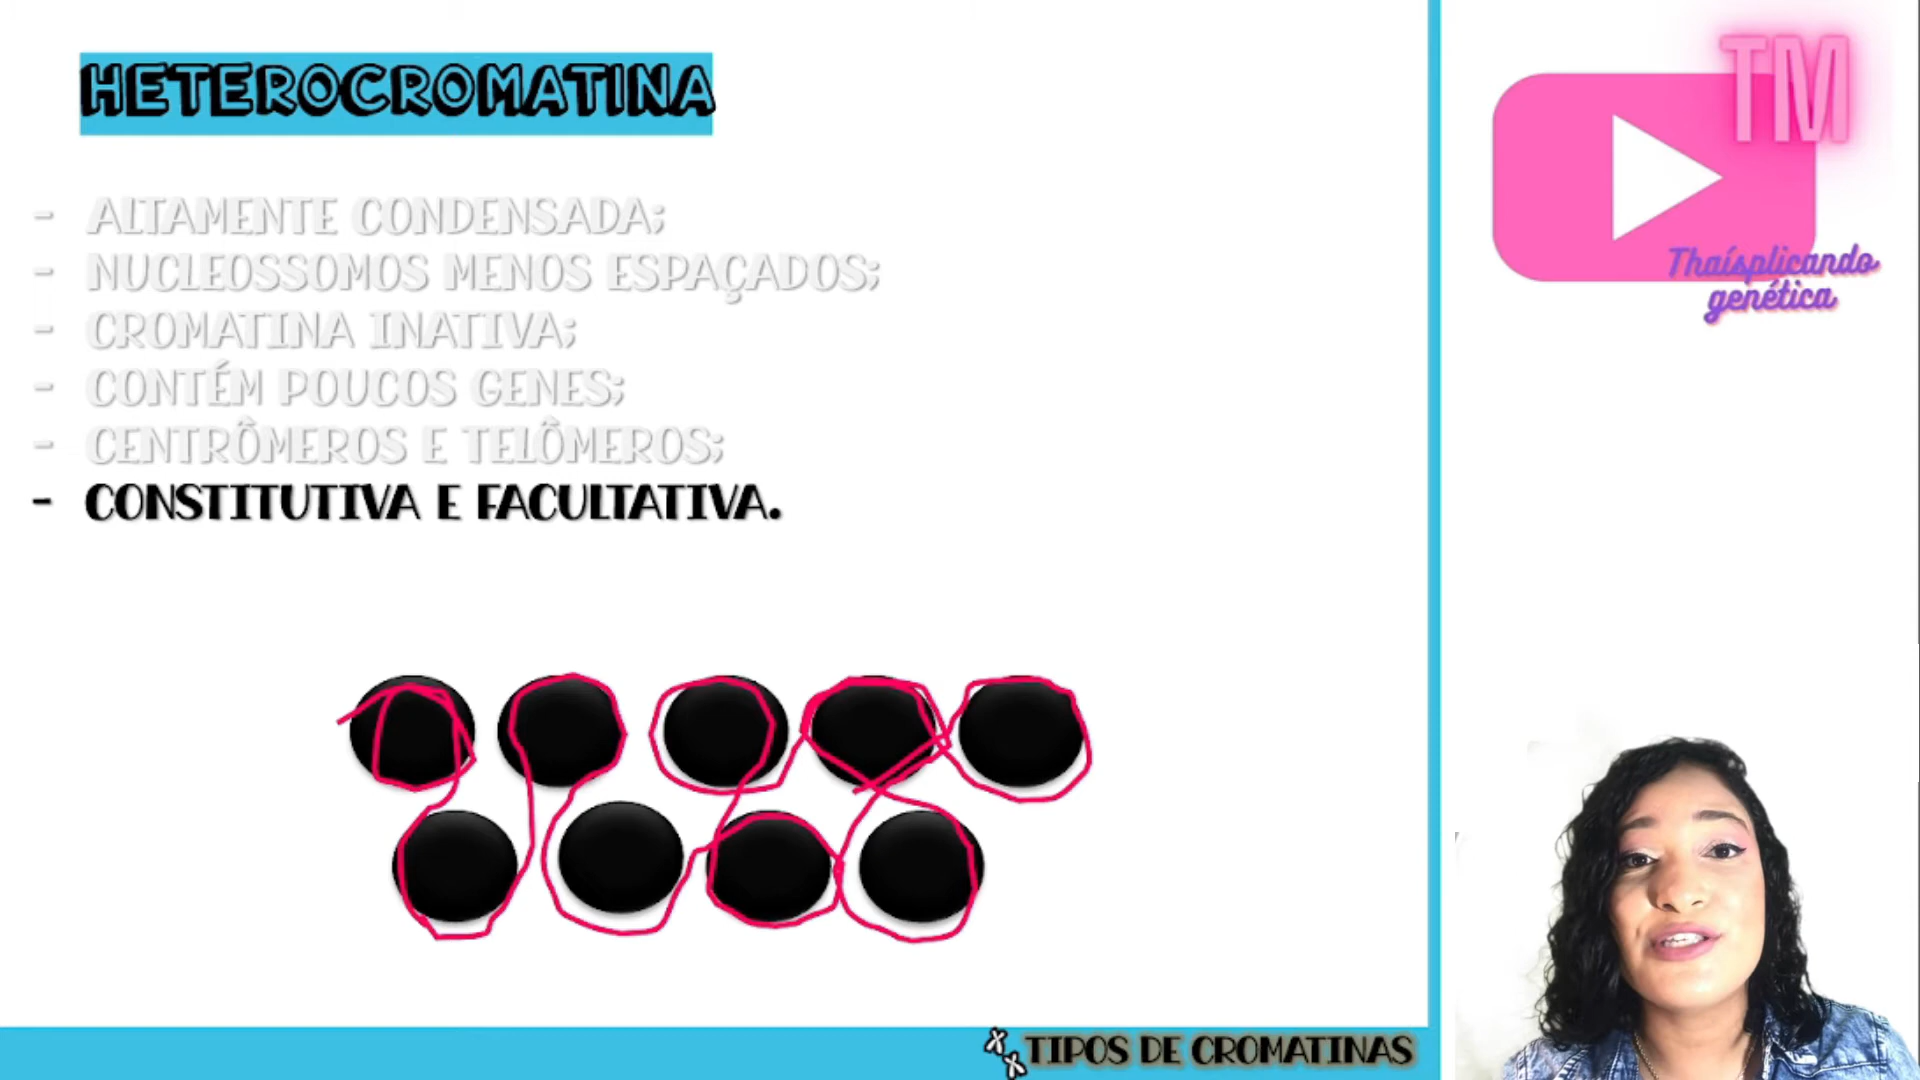 HETEROCROMATINA
- ALTAMENTE CONDENSADA;
- NUCLEOSSOMOS MENOS ESPAÇADOS;
- CROMATINA INATIVA;
- CONTÉM POUCOS GENES;
- CENTRÔMEROS E TELÔMEROS;
- CONSTITUTIVA E FACULTATIVA.
TIPOS DE CROMATINAS
TM
Thaísplicando
genética